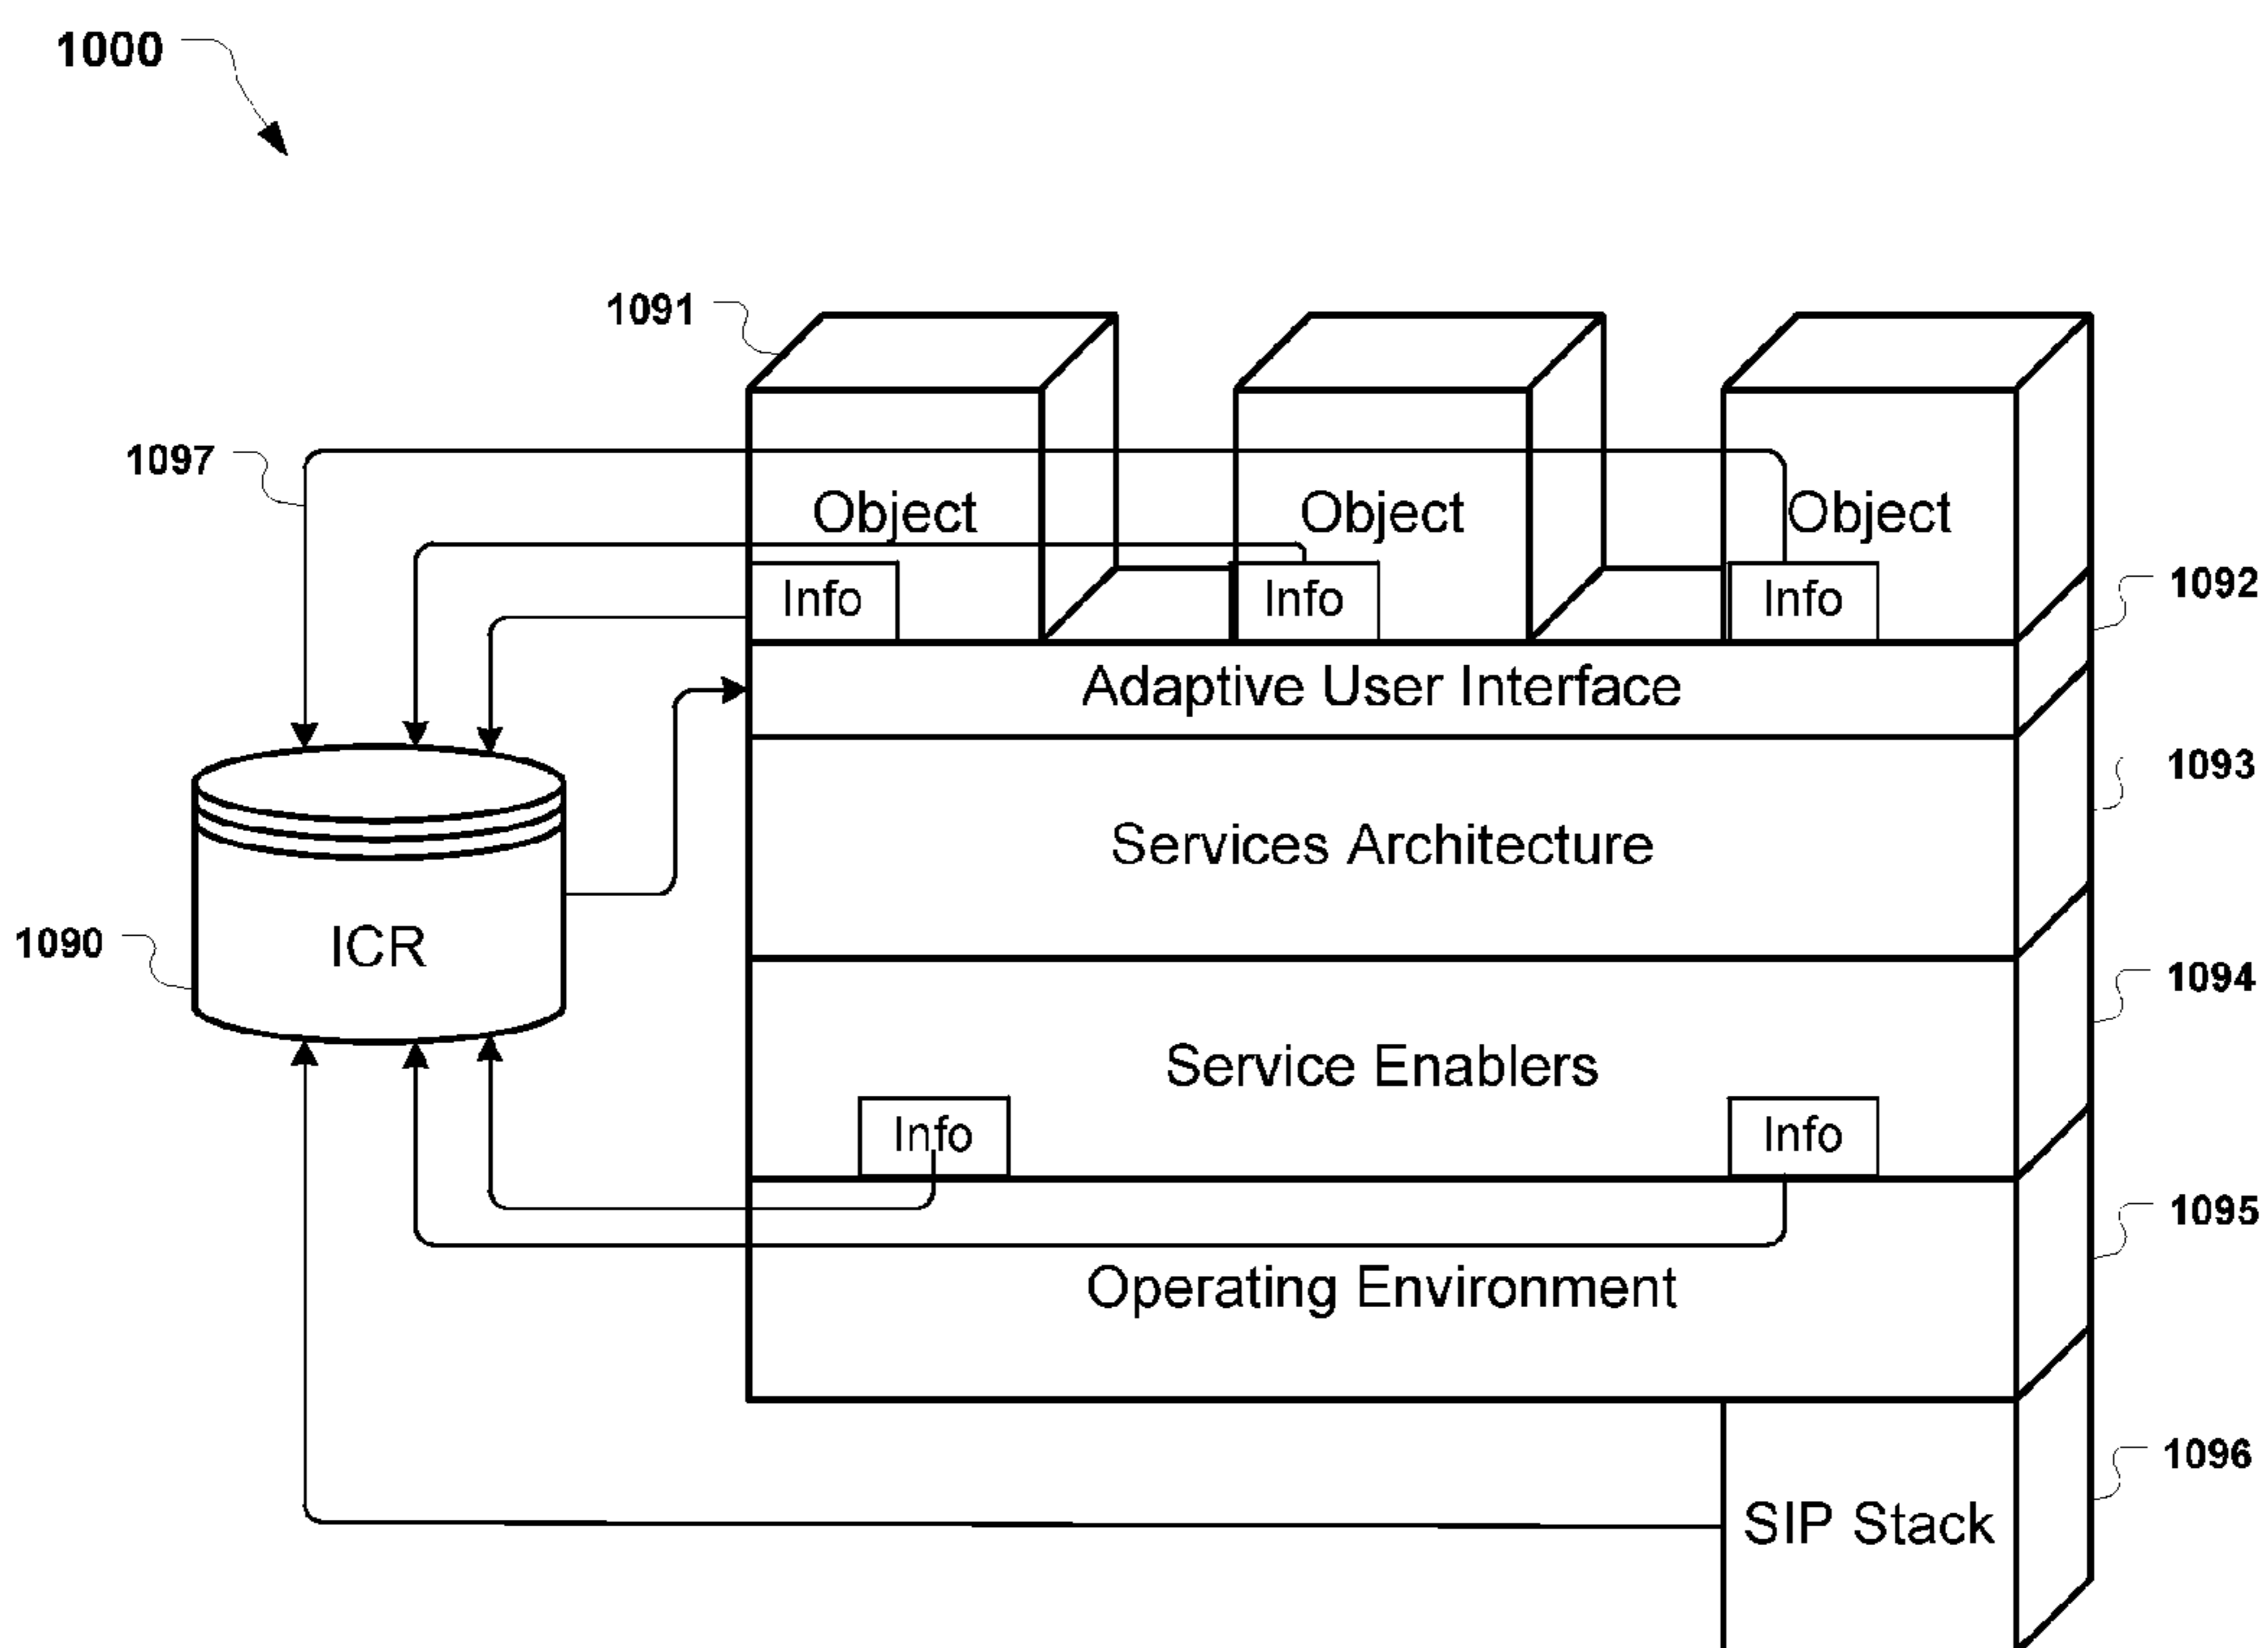 1000
1091
1097
Object Object Object
Info Info Info
1092
Adaptive User Interface
1093
Services Architecture
1090
ICR
1094
Service Enablers
Info Info
1095
Operating Environment
1096
SIP Stack